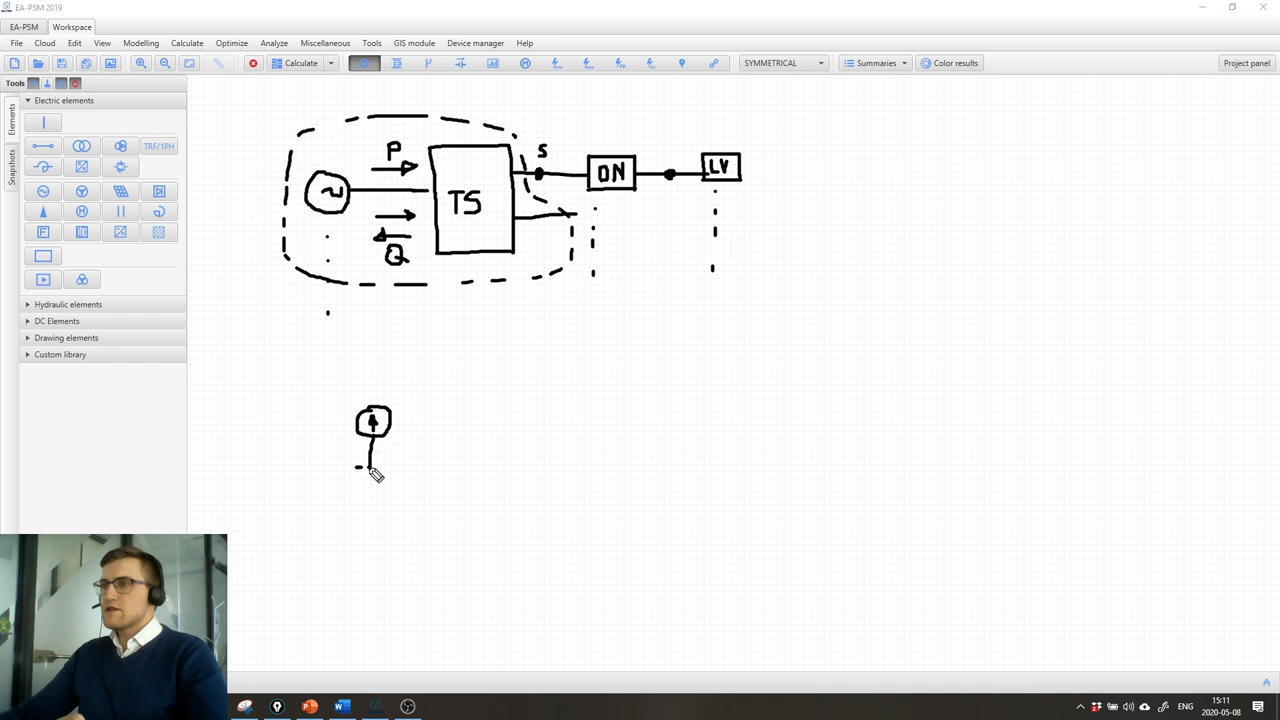 EA-PSM 2019
EA-PSM Workspace
File Cloud Edit View Modelling Calculate Optimize Analyze Miscellaneous Tools GIS module Device manager Help
Calculate SYMMETRICAL Summaries Color results Project panel
Tools
Elements
Snapshots
Electric elements
TRF/1PH
Hydraulic elements
DC Elements
Drawing elements
Custom library
P
S
DN
LV
TS
Q
ENG
15:11
2020-05-08